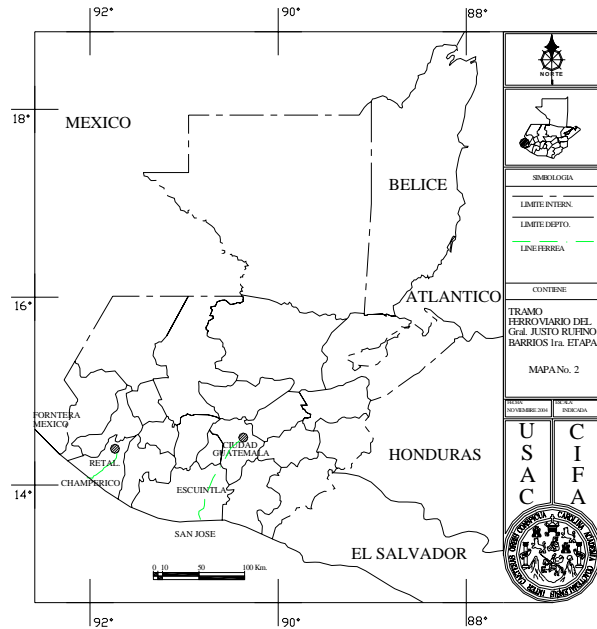 92°
90°
88°
18°
16°
14°
MEXICO
BELICE
ATLANTICO
FORNTERA
MEXICO
RETAL.
CHAMPERICO
CIUDAD
GUATEMALA
ESCUINTLA
SAN JOSE
HONDURAS
EL SALVADOR
0 10 50 100 Km.
92°
90°
88°
NORTE
SIMBOLOGIA
LIMITE INTERN.
LIMITE DEPTO.
LINE FERREA
CONTIENE
TRAMO
FERROVIARIO DEL
Gral. JUSTO RUFINO
BARRIOS 1ra. ETAPA
MAPA No. 2
FECHA:
NOVIEMBRE 2004
ESCALA:
INDICADA
USAC
CIFA